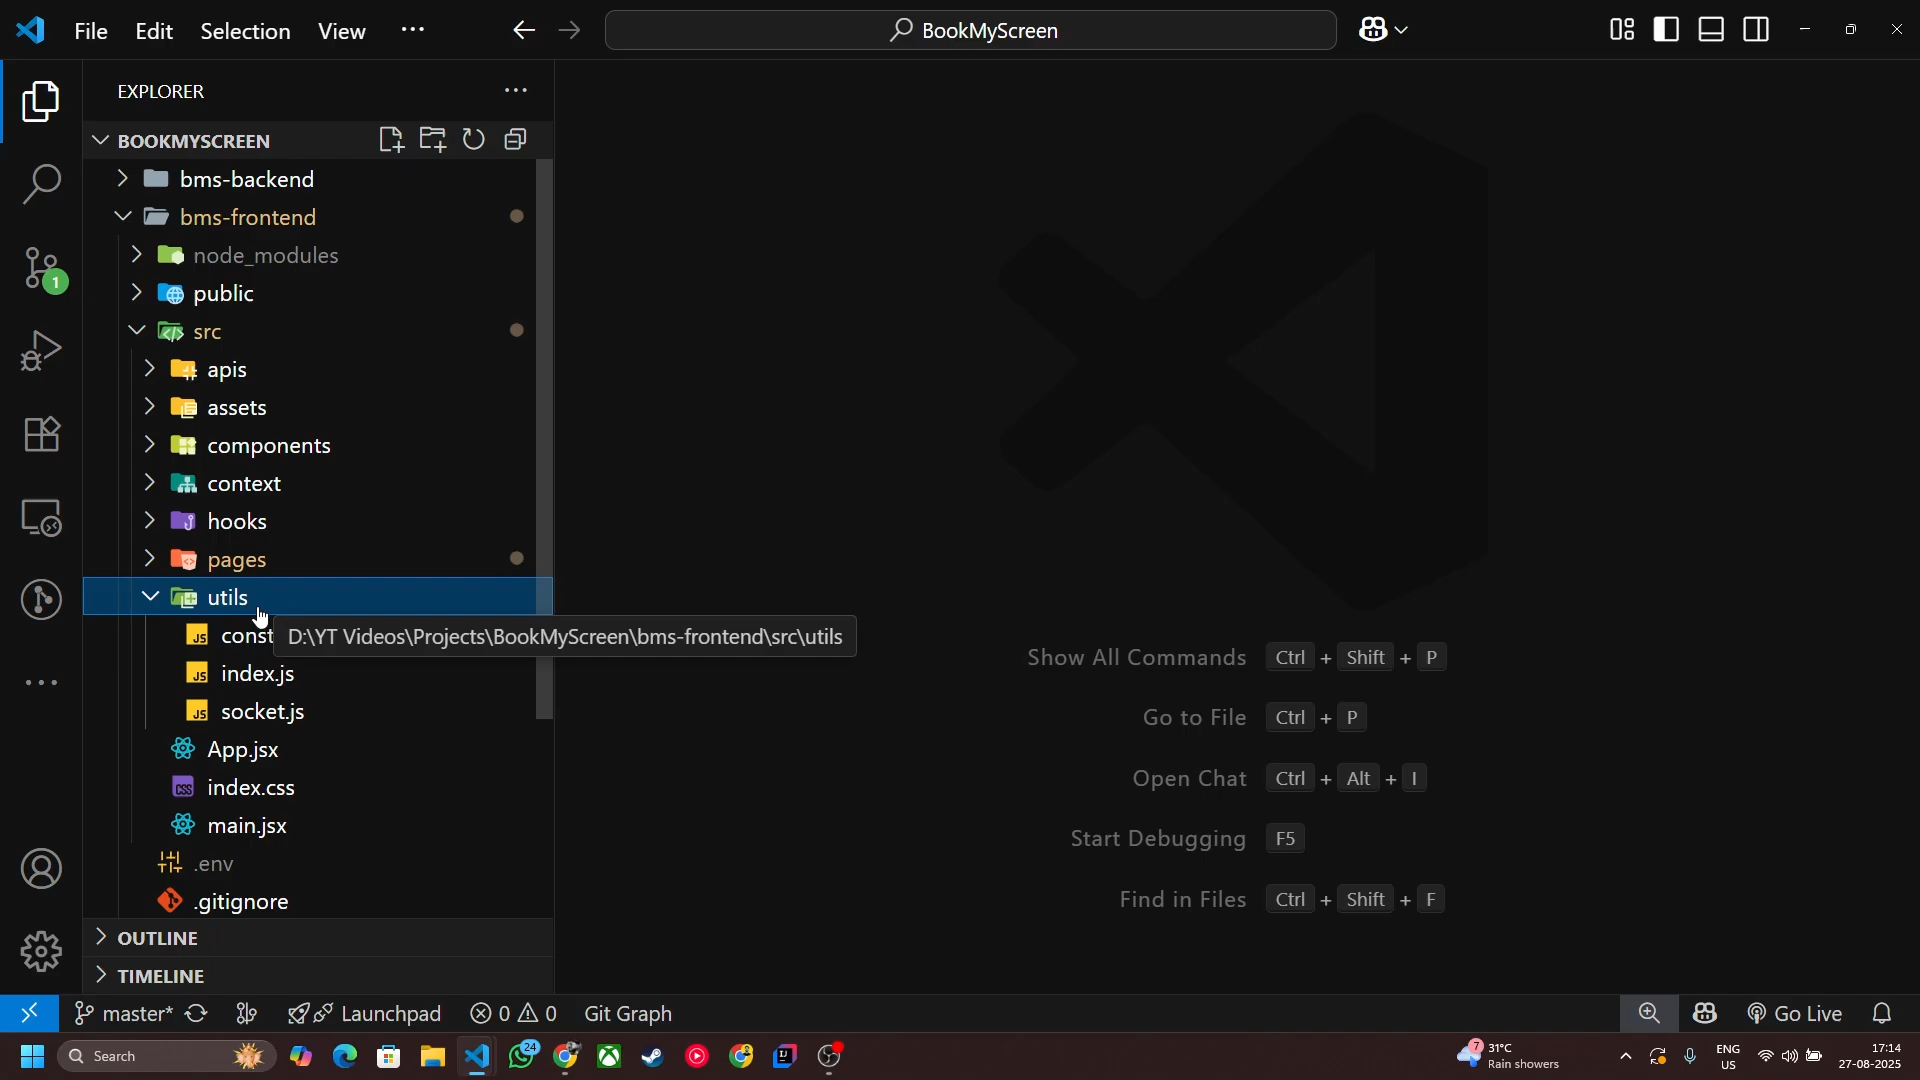 File Edit Selection View ··· BookMyScreen
EXPLORER ···
BOOKMYSCREEN
bms-backend
bms-frontend
node_modules
public
src
apis
assets
components
context
hooks
pages
utils
const
D:\YT Videos\Projects\BookMyScreen\bms-frontend\src\utils
index.js
socket.js
App.jsx
index.css
main.jsx
.env
.gitignore
OUTLINE
TIMELINE
1
Show All Commands Ctrl + Shift + P
Go to File Ctrl + P
Open Chat Ctrl + Alt + I
Start Debugging F5
Find in Files Ctrl + Shift + F
master* Launchpad 0 0 Git Graph Go Live
Search 24 7 31°C ENG 17:14
Rain showers US 27-08-2025